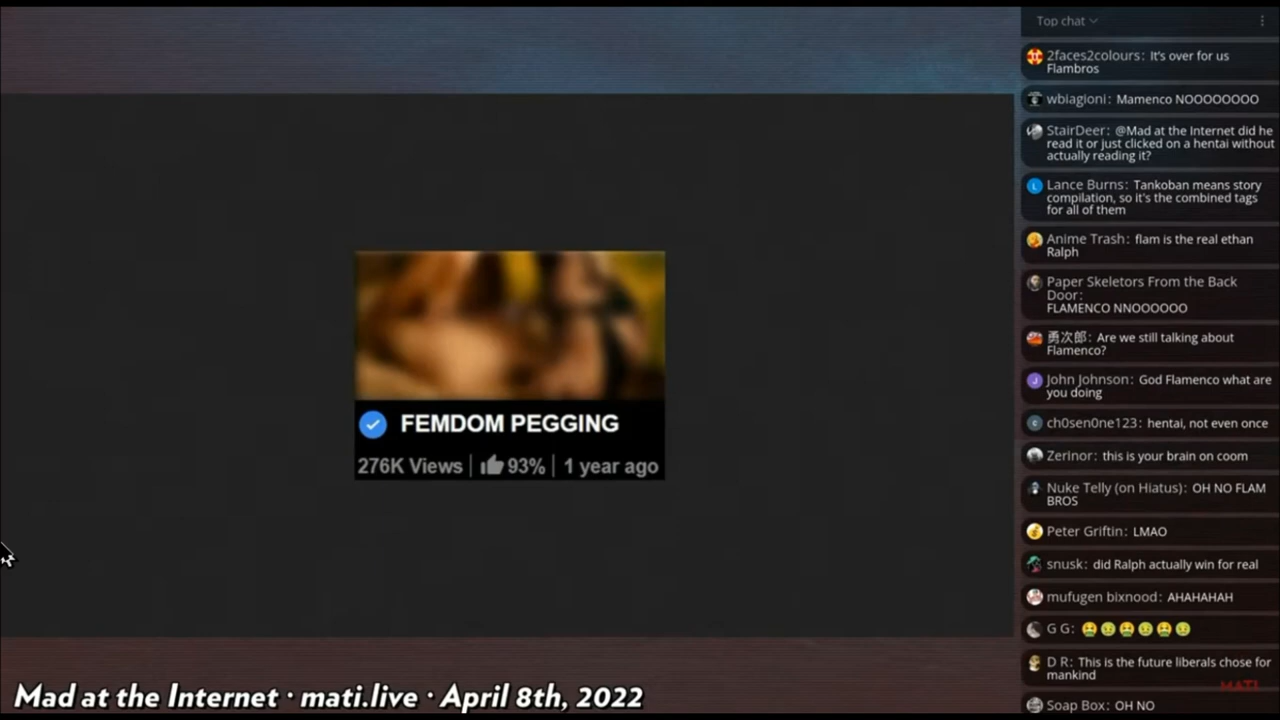 Top chat
2faces2colours: It's over for us
Flambros
wbiagioni: Mamenco NOOOOOOOO
StairDeer: @Mad at the Internet did he
read it or just clicked on a hentai without
actually reading it?
L
Lance Burns: Tankoban means story
compilation, so it's the combined tags
for all of them
Anime Trash: flam is the real ethan
Ralph
Paper Skeletors From the Back
Door:
FLAMENCO NNOOOOOO
勇次郎: Are we still talking about
Flamenco?
J
John Johnson: God Flamenco what are
you doing
c
ch0sen0ne123: hentai, not even once
Zerinor: this is your brain on coom
Nuke Telly (on Hiatus): OH NO FLAM
BROS
Peter Griftin: LMAO
snusk: did Ralph actually win for real
mufugen bixnood: AHAHAHAH
G G: 🤮🤢🤮🤢🤮🤢
D R: This is the future liberals chose for
mankind
Soap Box: OH NO
MATI
FEMDOM PEGGING
276K Views | 93% | 1 year ago
Mad at the Internet · mati.live · April 8th, 2022